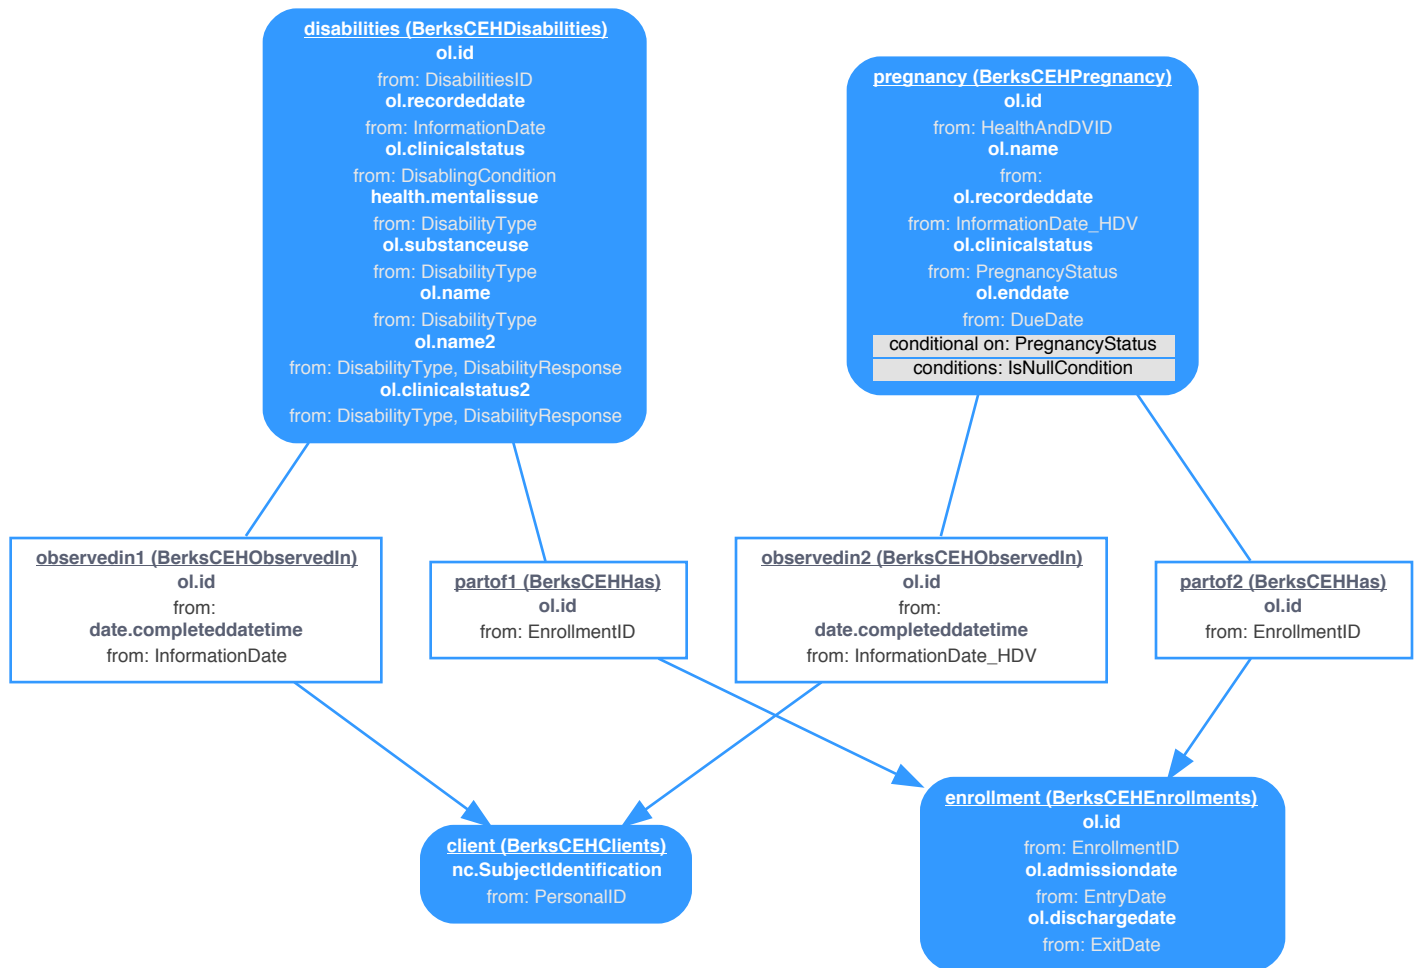 disabilities (BerksCEHDisabilities)
ol.id
from: DisabilitiesID
ol.recordeddate
from: InformationDate
ol.clinicalstatus
from: DisablingCondition
health.mentalissue
from: DisabilityType
ol.substanceuse
from: DisabilityType
ol.name
from: DisabilityType
ol.name2
from: DisabilityType, DisabilityResponse
ol.clinicalstatus2
from: DisabilityType, DisabilityResponse
pregnancy (BerksCEHPregnancy)
ol.id
from: HealthAndDVID
ol.name
from:
ol.recordeddate
from: InformationDate_HDV
ol.clinicalstatus
from: PregnancyStatus
ol.enddate
from: DueDate
conditional on: PregnancyStatus
conditions: IsNullCondition
observedin1 (BerksCEHObservedIn)
ol.id
from:
date.completeddatetime
from: InformationDate
partof1 (BerksCEHHas)
ol.id
from: EnrollmentID
observedin2 (BerksCEHObservedIn)
ol.id
from:
date.completeddatetime
from: InformationDate_HDV
partof2 (BerksCEHHas)
ol.id
from: EnrollmentID
client (BerksCEHClients)
nc.SubjectIdentification
from: PersonalID
enrollment (BerksCEHEnrollments)
ol.id
from: EnrollmentID
ol.admissiondate
from: EntryDate
ol.dischargedate
from: ExitDate